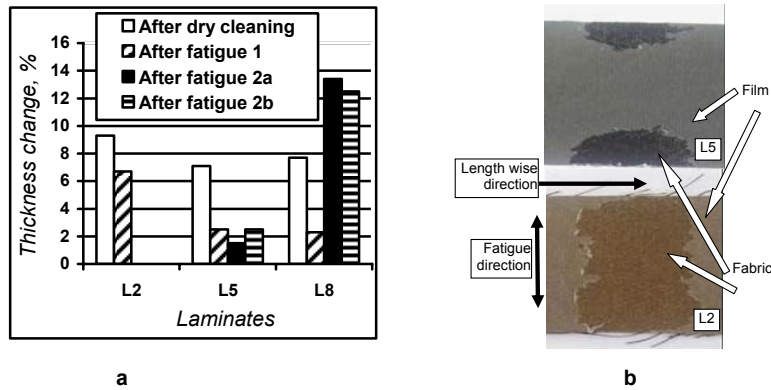 After dry cleaning
After fatigue 1
After fatigue 2a
After fatigue 2b
Thickness change, %
16
14
12
10
8
6
4
2
0
L2
L5
L8
Laminates
a
Film
L5
Length wise
direction
Fatigue
direction
Fabric
L2
b